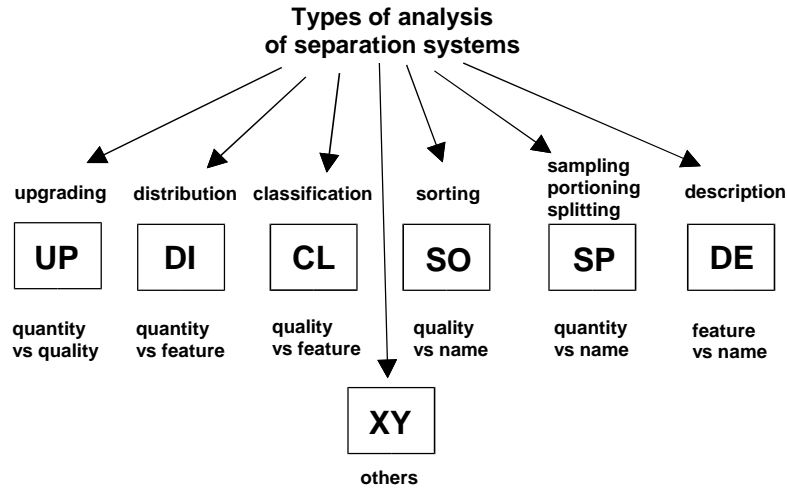 Types of analysis
of separation systems
upgrading
distribution
classification
sorting
sampling
portioning
splitting
description
UP
DI
CL
SO
SP
DE
quantity
vs quality
quantity
vs feature
quality
vs feature
quality
vs name
quantity
vs name
feature
vs name
XY
others